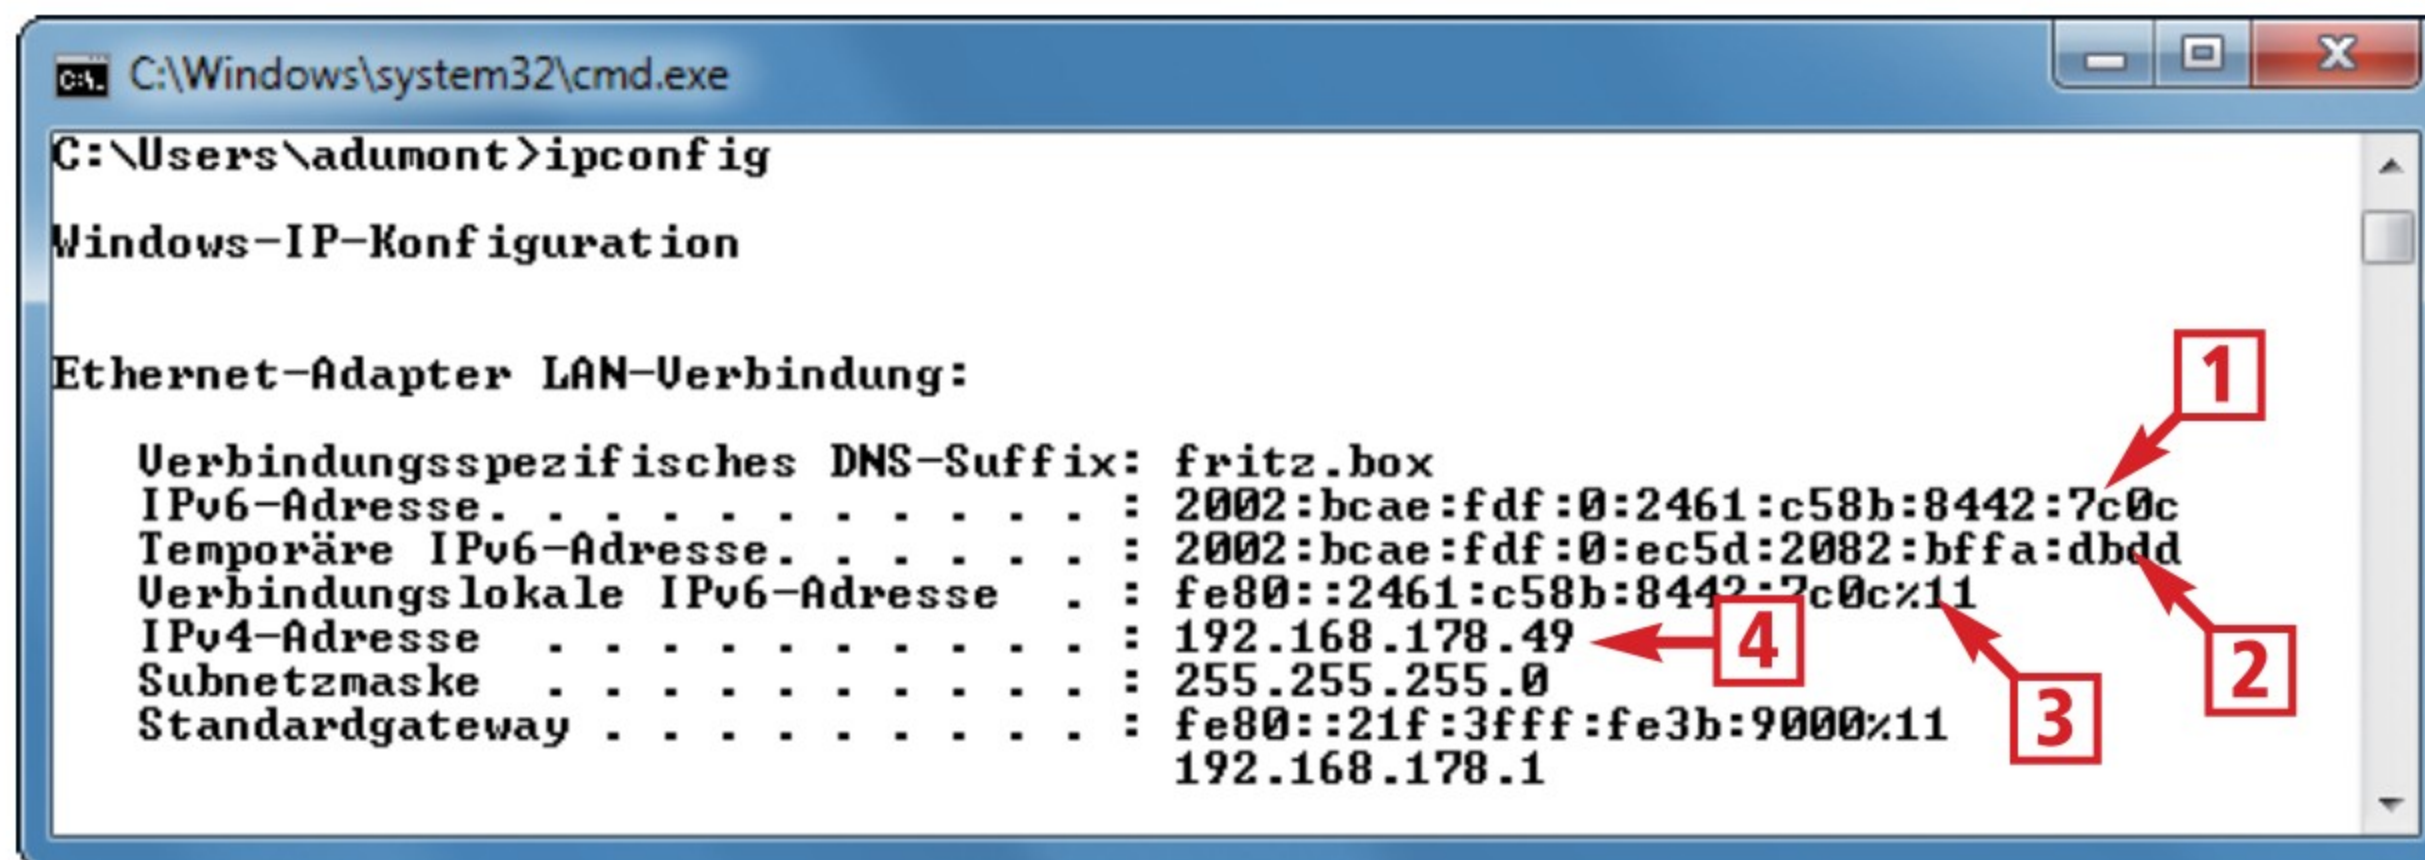 C:\Windows\system32\cmd.exe
C:\Users\adumont>ipconfig
Windows-IP-Konfiguration
Ethernet-Adapter LAN-Verbindung:
1
Verbindungsspezifisches DNS-Suffix: fritz.box
IPv6-Adresse. . . . . . . . . . . : 2002:bcae:fdf:0:2461:c58b:8442:7c0c
Temporäre IPv6-Adresse. . . . . . : 2002:bcae:fdf:0:ec5d:2082:bffa:dbdd
Verbindungslokale IPv6-Adresse  . : fe80::2461:c58b:8442:7c0c%11
IPv4-Adresse  . . . . . . . . . . : 192.168.178.49
4
2
Subnetzmaske  . . . . . . . . . . : 255.255.255.0
3
Standardgateway . . . . . . . . . : fe80::21f:3fff:fe3b:9000%11
192.168.178.1